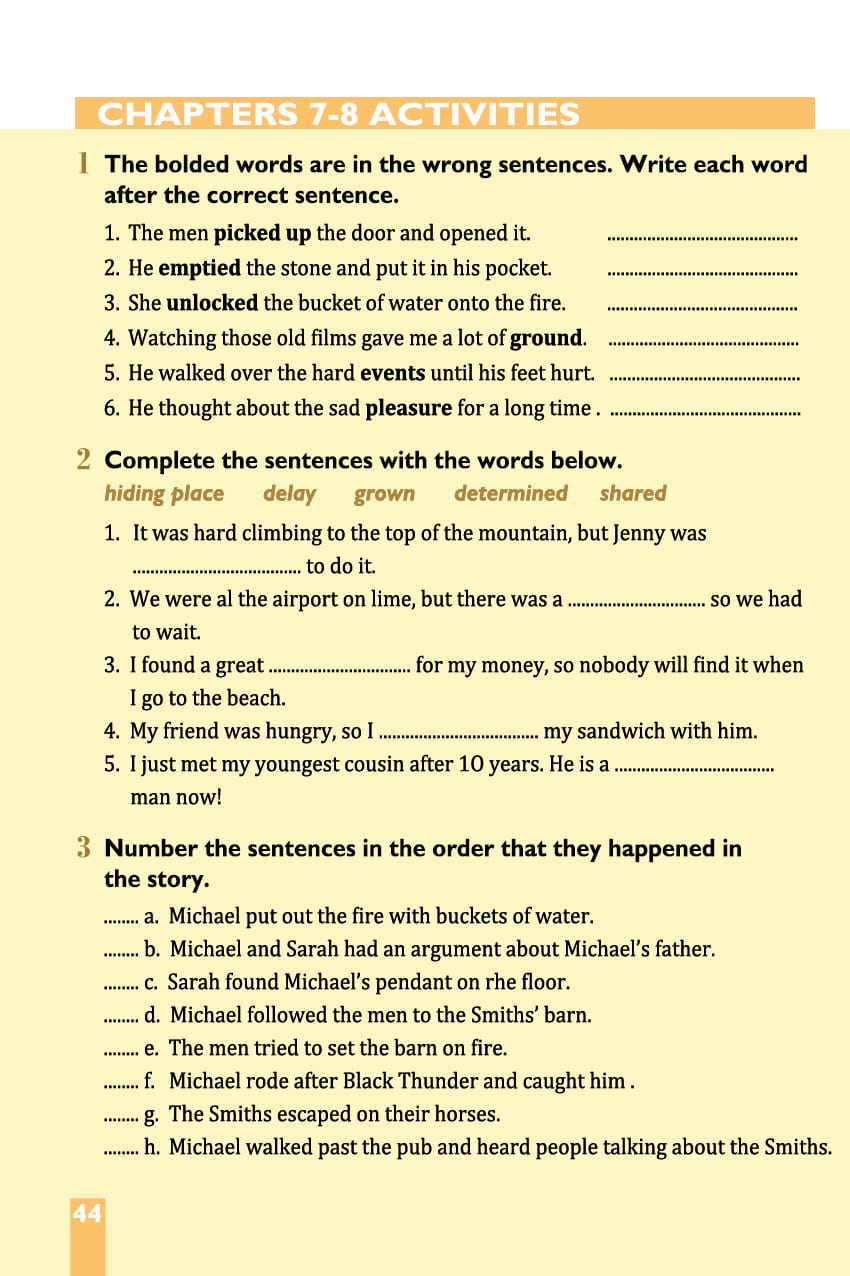 CHAPTERS 7-8 ACTIVITIES
1 The bolded words are in the wrong sentences. Write each word
after the correct sentence.
1. The men picked up the door and opened it. ...........................................
2. He emptied the stone and put it in his pocket. ...........................................
3. She unlocked the bucket of water onto the fire. ...........................................
4. Watching those old films gave me a lot of ground. ...........................................
5. He walked over the hard events until his feet hurt. ...........................................
6. He thought about the sad pleasure for a long time . ...........................................
2 Complete the sentences with the words below.
hiding place delay grown determined shared
1. It was hard climbing to the top of the mountain, but Jenny was
...................................... to do it.
2. We were al the airport on lime, but there was a ............................... so we had
to wait.
3. I found a great ................................ for my money, so nobody will find it when
I go to the beach.
4. My friend was hungry, so I .................................... my sandwich with him.
5. I just met my youngest cousin after 10 years. He is a ....................................
man now!
3 Number the sentences in the order that they happened in
the story.
........ a. Michael put out the fire with buckets of water.
........ b. Michael and Sarah had an argument about Michael's father.
........ c. Sarah found Michael's pendant on rhe floor.
........ d. Michael followed the men to the Smiths' barn.
........ e. The men tried to set the barn on fire.
........ f. Michael rode after Black Thunder and caught him .
........ g. The Smiths escaped on their horses.
........ h. Michael walked past the pub and heard people talking about the Smiths.
44